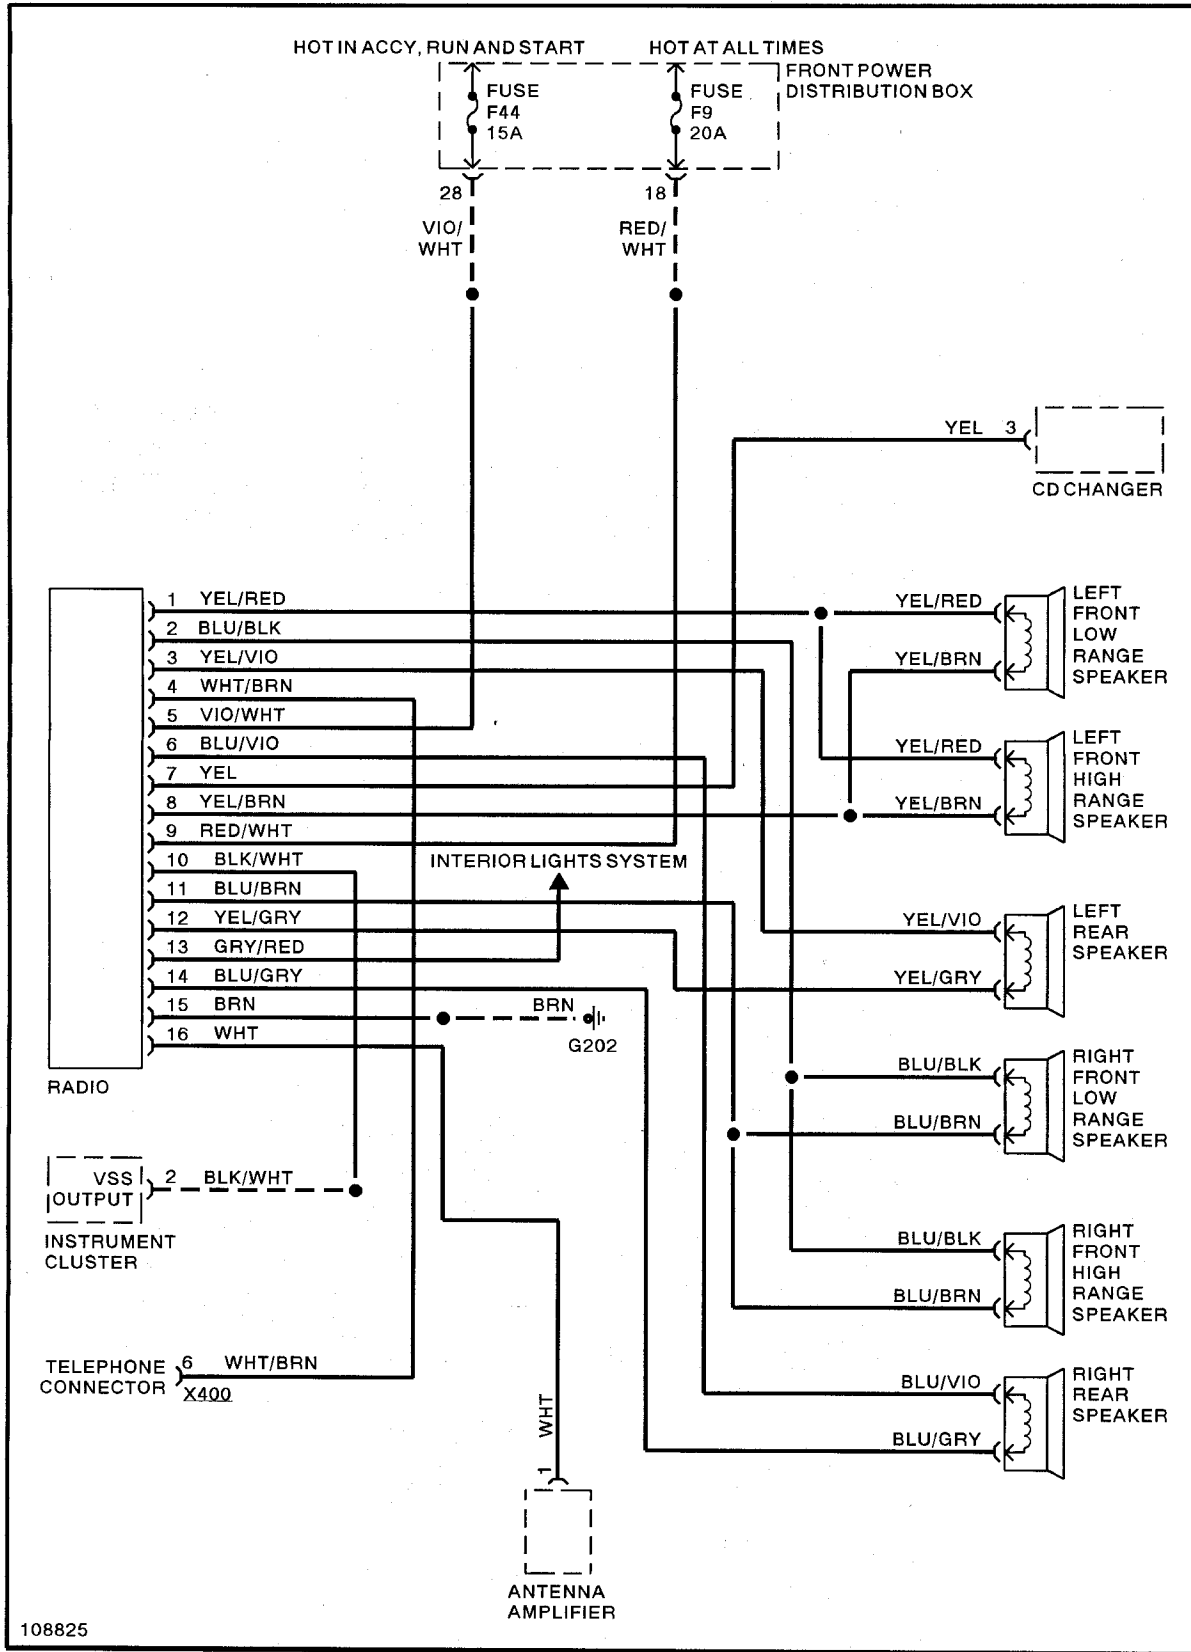 HOT IN ACCY, RUN AND START
HOT AT ALL TIMES
FRONT POWER
DISTRIBUTION BOX
FUSE
F44
15A
FUSE
F9
20A
28
18
VIO/
WHT
RED/
WHT
YEL 3
CD CHANGER
1 YEL/RED
2 BLU/BLK
3 YEL/VIO
4 WHT/BRN
5 VIO/WHT
6 BLU/VIO
7 YEL
8 YEL/BRN
9 RED/WHT
10 BLK/WHT
11 BLU/BRN
12 YEL/GRY
13 GRY/RED
14 BLU/GRY
15 BRN
16 WHT
RADIO
INTERIOR LIGHTS SYSTEM
BRN
G202
YEL/RED
YEL/BRN
LEFT
FRONT
LOW
RANGE
SPEAKER
YEL/RED
YEL/BRN
LEFT
FRONT
HIGH
RANGE
SPEAKER
YEL/VIO
YEL/GRY
LEFT
REAR
SPEAKER
BLU/BLK
BLU/BRN
RIGHT
FRONT
LOW
RANGE
SPEAKER
BLU/BLK
BLU/BRN
RIGHT
FRONT
HIGH
RANGE
SPEAKER
BLU/VIO
BLU/GRY
RIGHT
REAR
SPEAKER
VSS
OUTPUT
2 BLK/WHT
INSTRUMENT
CLUSTER
TELEPHONE
CONNECTOR
6 WHT/BRN
X400
WHT
1
ANTENNA
AMPLIFIER
108825